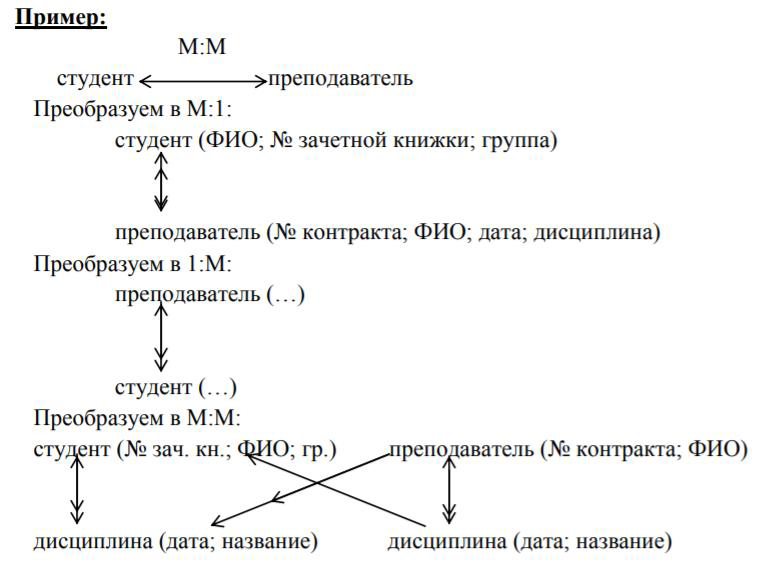 Пример:
М:М
студент преподаватель
Преобразуем в М:1:
студент (ФИО; № зачетной книжки; группа)
преподаватель (№ контракта; ФИО; дата; дисциплина)
Преобразуем в 1:М:
преподаватель (…)
студент (…)
Преобразуем в М:М:
студент (№ зач. кн.; ФИО; гр.) преподаватель (№ контракта; ФИО)
дисциплина (дата; название) дисциплина (дата; название)